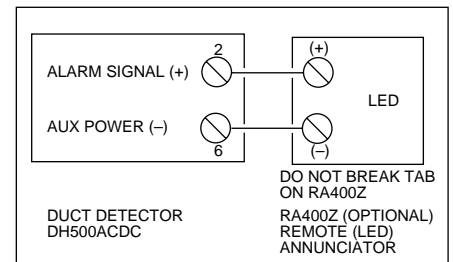 2
(+)
ALARM SIGNAL (+)
LED
AUX POWER (–)
6
(–)
DO NOT BREAK TAB
ON RA400Z
DUCT DETECTOR
DH500ACDC
RA400Z (OPTIONAL)
REMOTE (LED)
ANNUNCIATOR